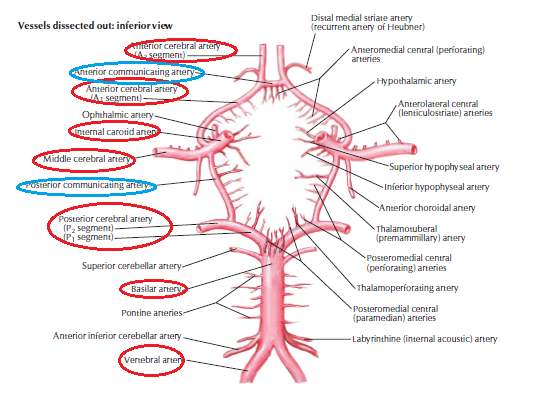 Vessels dissected out: inferior view
Anterior cerebral artery
(A2 segment)
Anterior communicating artery
Anterior cerebral artery
(A1 segment)
Ophthalmic artery
Internal carotid artery
Middle cerebral artery
Posterior communicating artery
Posterior cerebral artery
(P2 segment)
(P1 segment)
Superior cerebellar artery
Basilar artery
Pontine arteries
Anterior inferior cerebellar artery
Vertebral artery
Distal medial striate artery
(recurrent artery of Heubner)
Anteromedial central (perforating)
arteries
Hypothalamic artery
Anterolateral central
(lenticulostriate) arteries
Superior hypophyseal artery
Inferior hypophyseal artery
Anterior choroidal artery
Thalamotuberal
(premammillary) artery
Posteromedial central
(perforating) arteries
Thalamoperforating artery
Posteromedial central
(paramedian) arteries
Labyrinthine (internal acoustic) artery